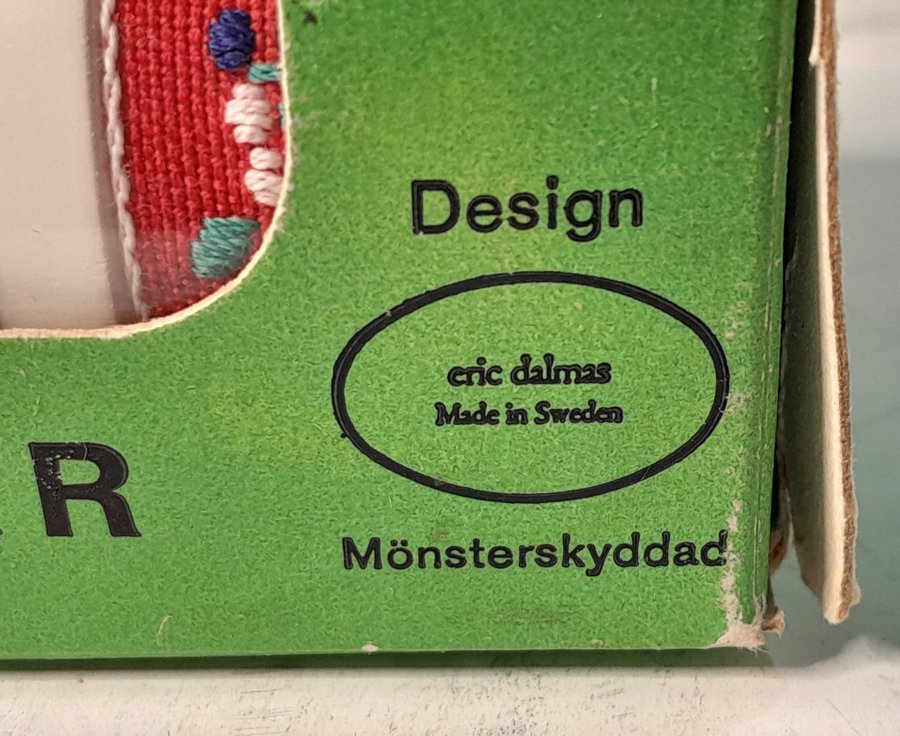 Design
eric dalmas
Made in Sweden
R
Mönsterskyddad